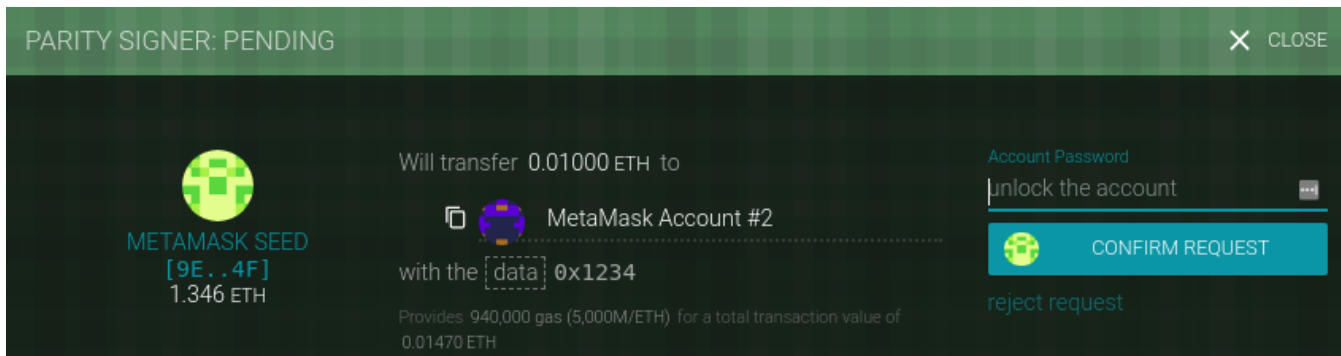 PARITY SIGNER: PENDING
CLOSE
METAMASK SEED
[9E..4F]
1.346 ETH
Will transfer 0.01000 ETH to
MetaMask Account #2
with the data 0x1234
Provides 940,000 gas (5,000M/ETH) for a total transaction value of
0.01470 ETH
Account Password
unlock the account
CONFIRM REQUEST
reject request